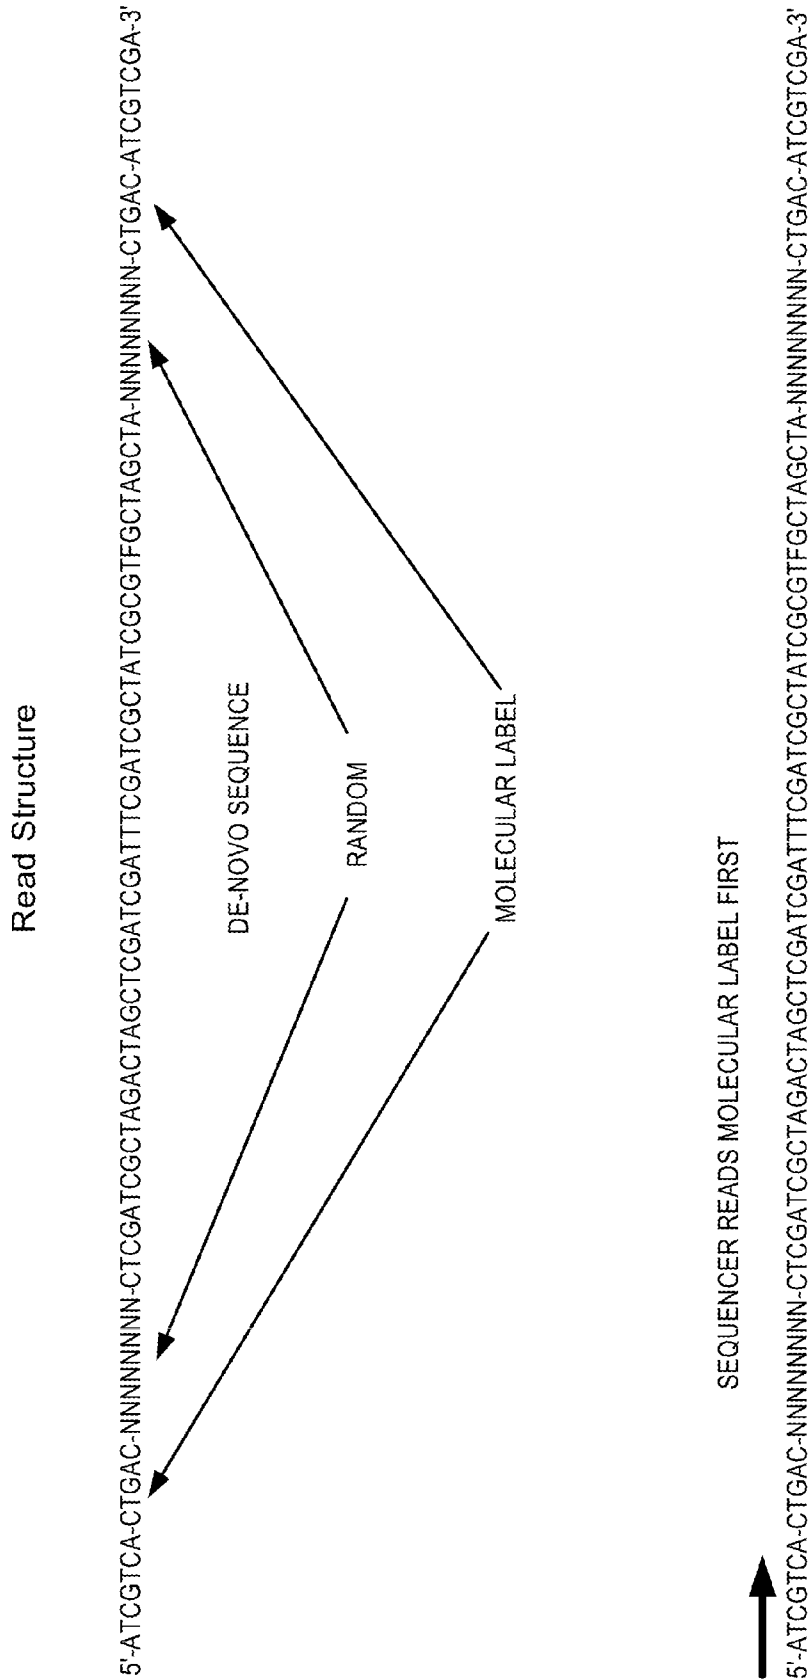 Read Structure
5'-ATCGTCA-CTGAC-NNNNNNNN-CTCGATCGCTAGACTAGCTCGATCGATTTCGATCGCTATCGCGTFGCTAGCTA-NNNNNNNN-CTGAC-ATCGTCGA-3'
DE-NOVO SEQUENCE
RANDOM
MOLECULAR LABEL
SEQUENCER READS MOLECULAR LABEL FIRST
5'-ATCGTCA-CTGAC-NNNNNNNN-CTCGATCGCTAGACTAGCTCGATCGATTTCGATCGCTATCGCGTFGCTAGCTA-NNNNNNNN-CTGAC-ATCGTCGA-3'